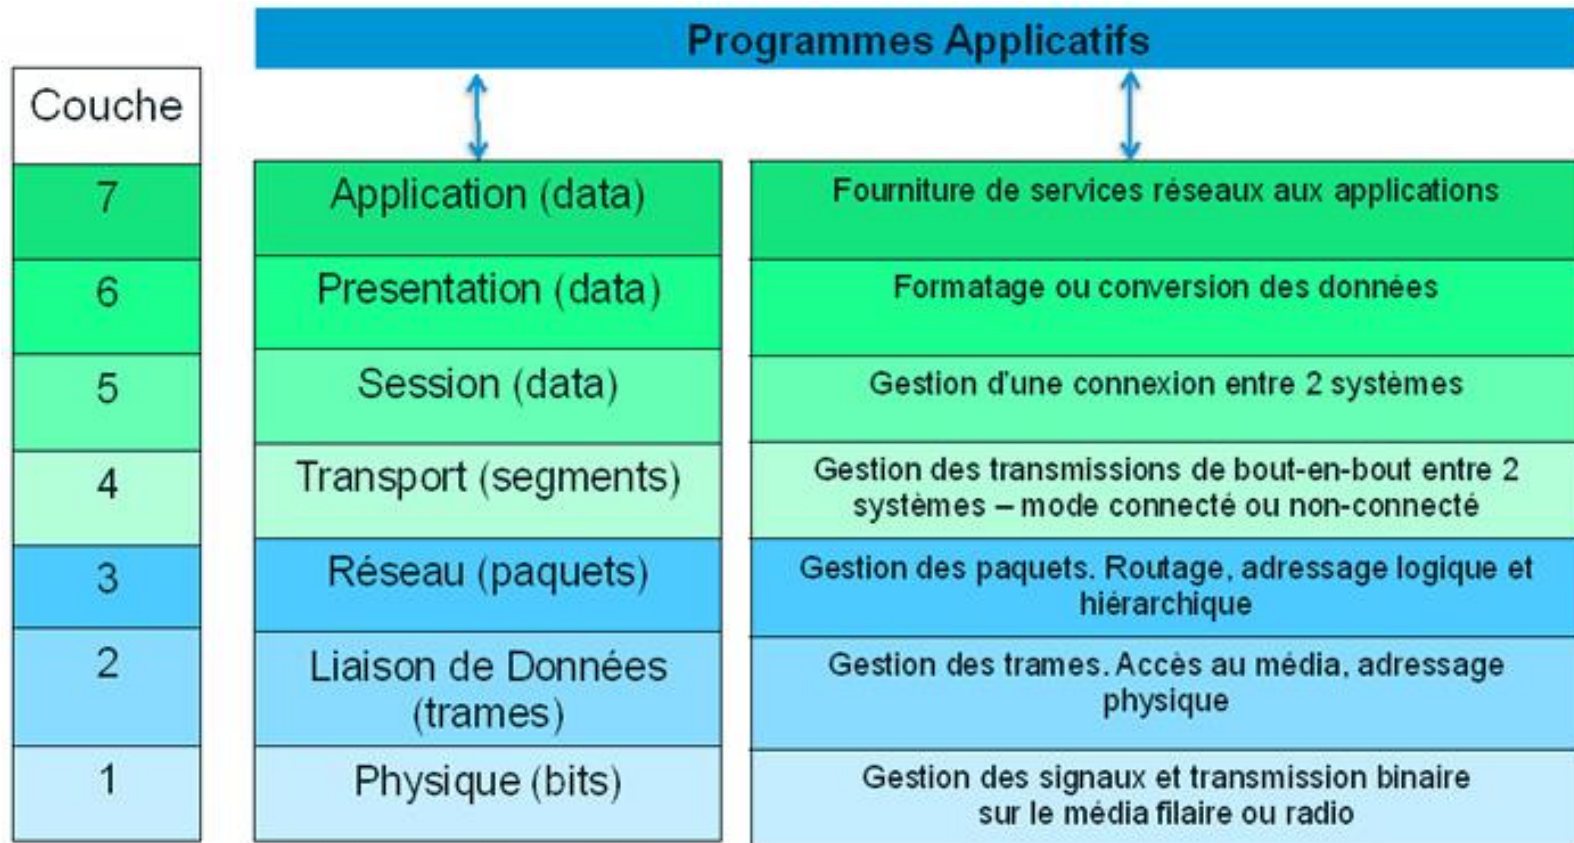 Programmes Applicatifs
Couche
7
Application (data)
Fourniture de services réseaux aux applications
6
Presentation (data)
Formatage ou conversion des données
5
Session (data)
Gestion d'une connexion entre 2 systèmes
4
Transport (segments)
Gestion des transmissions de bout-en-bout entre 2
systèmes – mode connecté ou non-connecté
3
Réseau (paquets)
Gestion des paquets. Routage, adressage logique et
hiérarchique
2
Liaison de Données
(trames)
Gestion des trames. Accès au média, adressage
physique
1
Physique (bits)
Gestion des signaux et transmission binaire
sur le média filaire ou radio